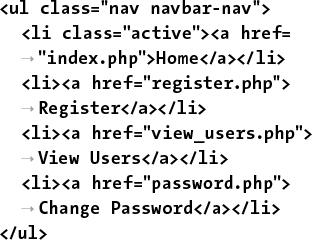 <ul class="nav navbar-nav">
<li class="active"><a href=
→"index.php">Home</a></li>
<li><a href="register.php">
→Register</a></li>
<li><a href="view_users.php">
→View Users</a></li>
<li><a href="password.php">
→Change Password</a></li>
</ul>